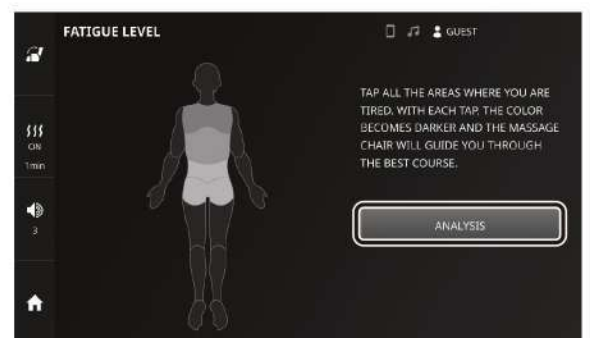 FATIGUE LEVEL
GUEST
TAP ALL THE AREAS WHERE YOU ARE
TIRED. WITH EACH TAP, THE COLOR
BECOMES DARKER AND THE MASSAGE
CHAIR WILL GUIDE YOU THROUGH
THE BEST COURSE.
ON
1min
3
ANALYSIS